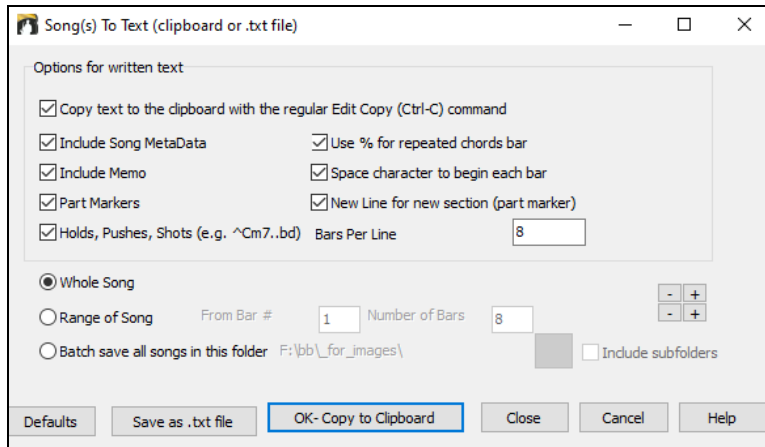 Song(s) To Text (clipboard or .txt file)
Options for written text
Copy text to the clipboard with the regular Edit Copy (Ctrl-C) command
Include Song MetaData Use % for repeated chords bar
Include Memo Space character to begin each bar
Part Markers New Line for new section (part marker)
Holds, Pushes, Shots (e.g. ^Cm7..bd) Bars Per Line 8
Whole Song - +
Range of Song From Bar # 1 Number of Bars 8 - +
Batch save all songs in this folder F:\bb\_for_images\ Include subfolders
Defaults Save as .txt file OK- Copy to Clipboard Close Cancel Help